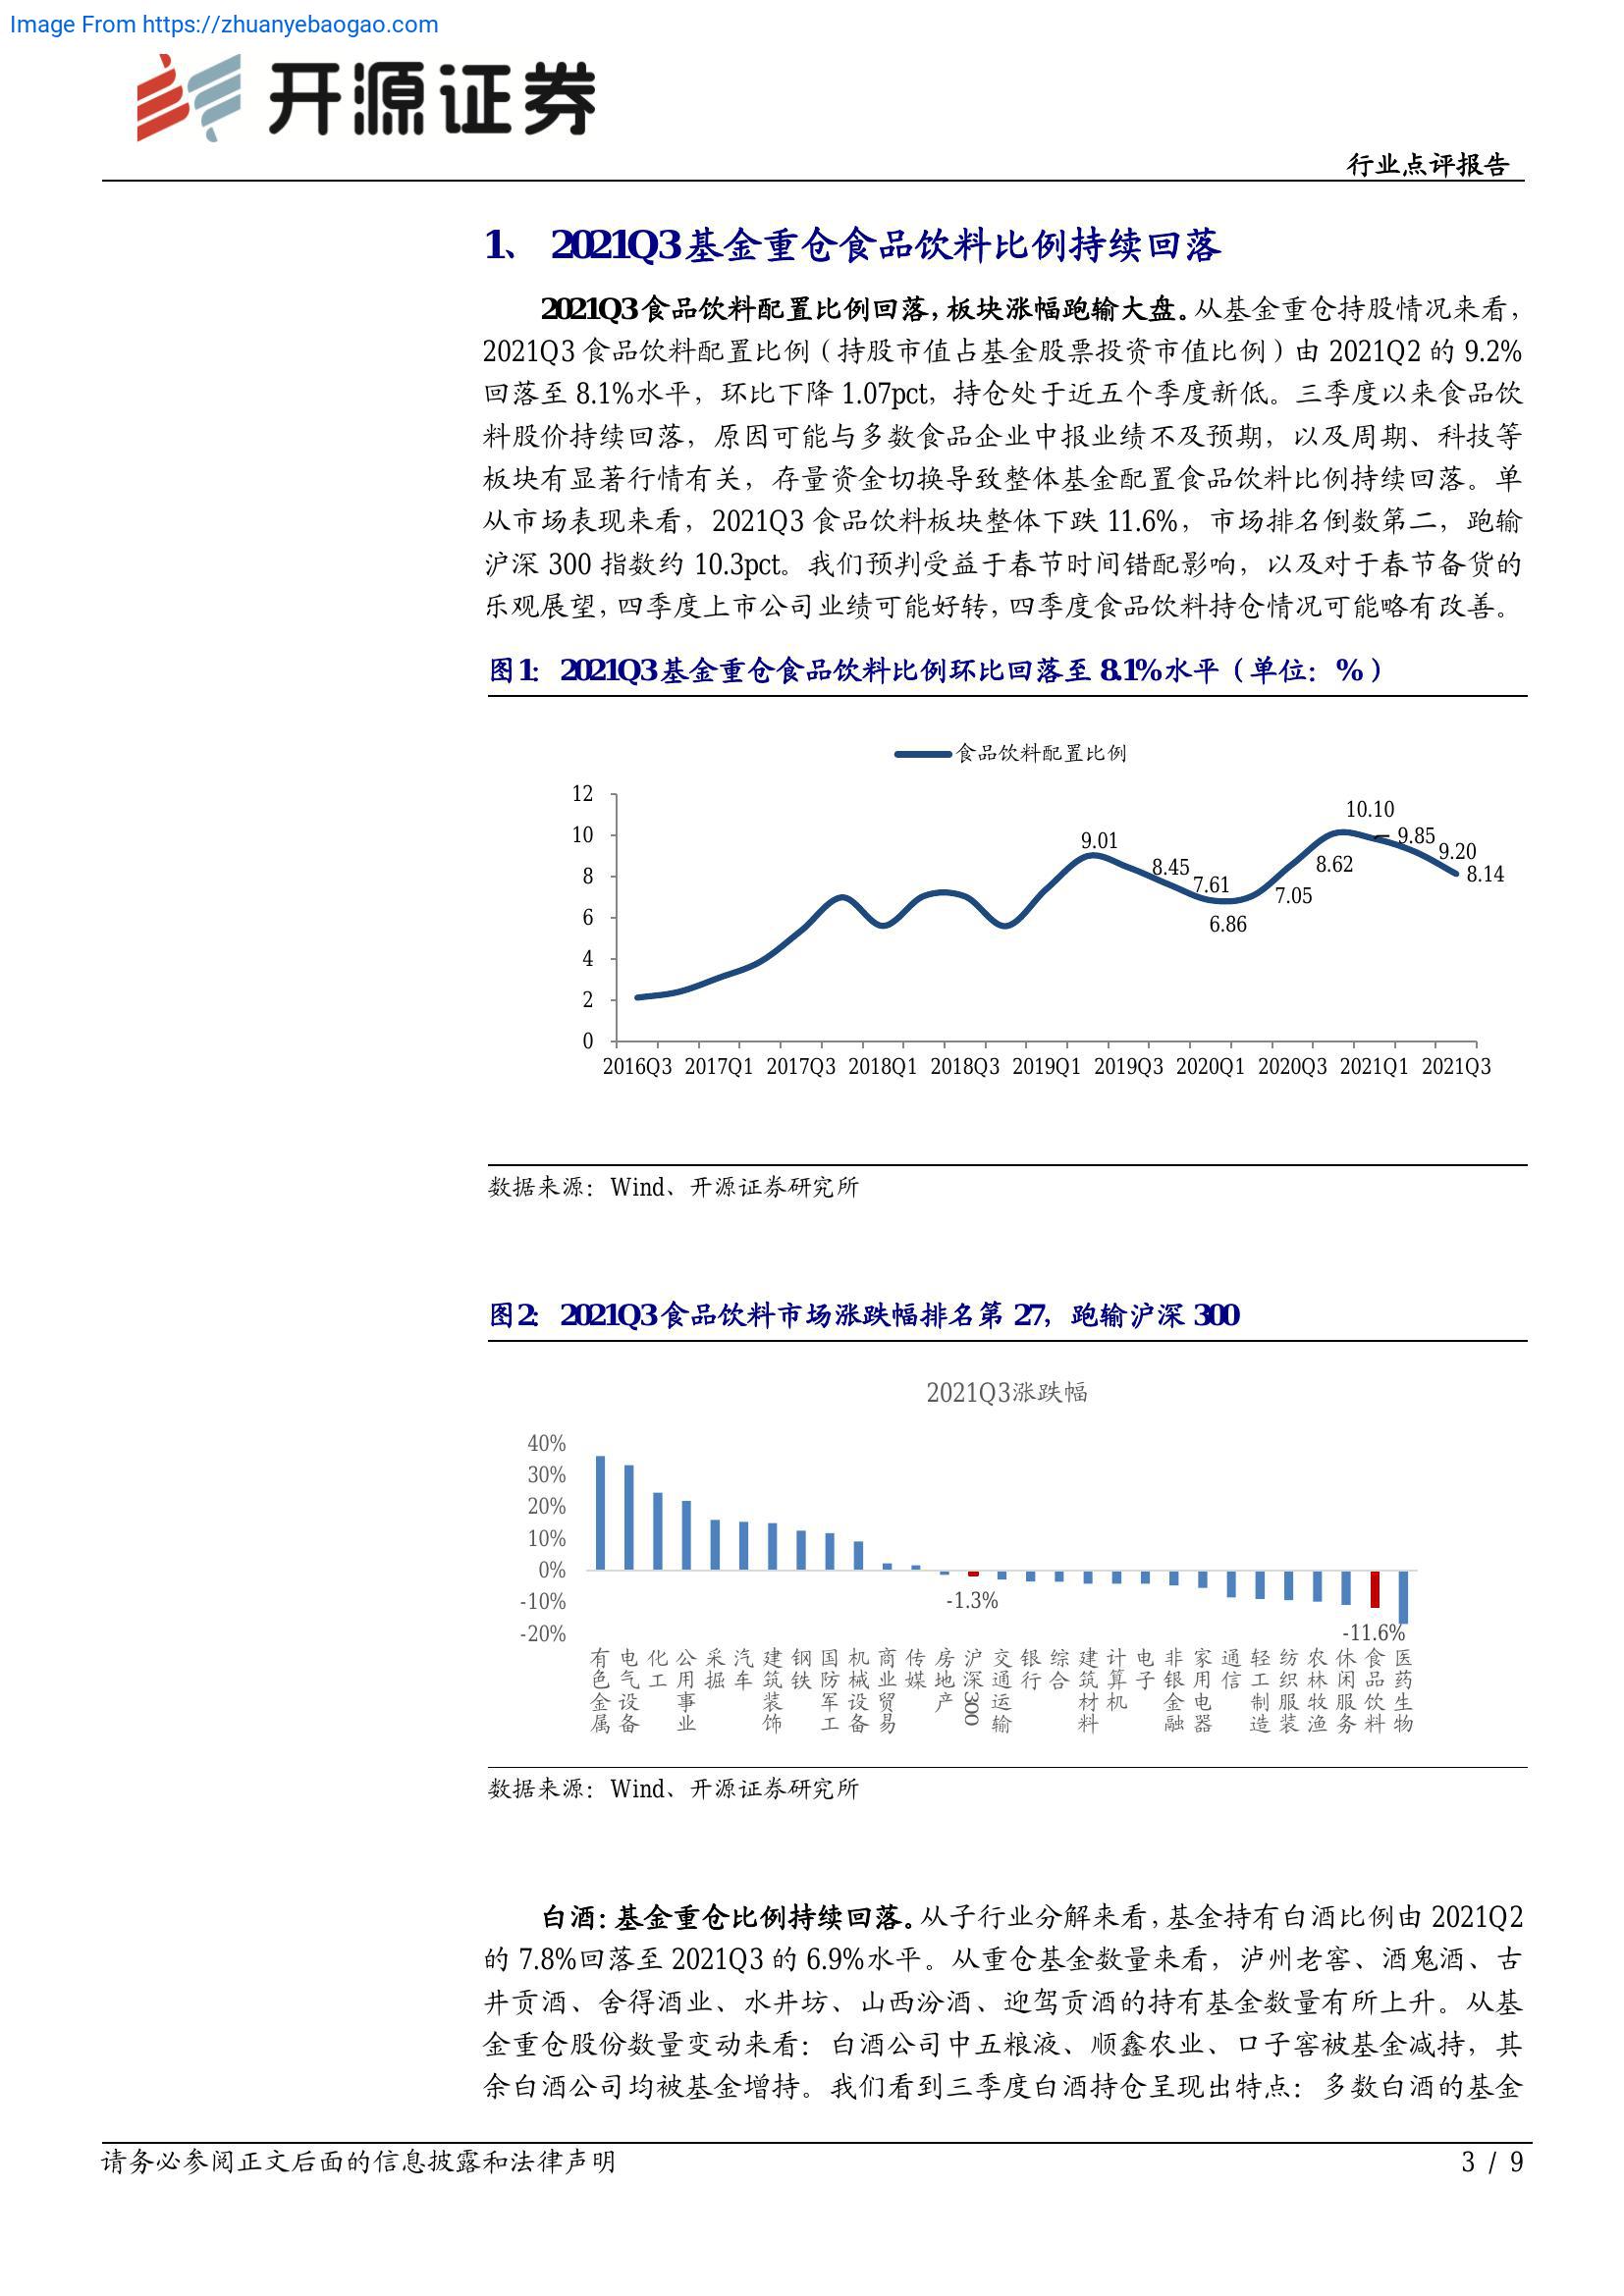 Image From https://zhuanyebaogao.com
开源证券
行业点评报告
1、 2021Q3 基金重仓食品饮料比例持续回落
2021Q3 食品饮料配置比例回落，板块涨幅跑输大盘。从基金重仓持股情况来看，
2021Q3 食品饮料配置比例（持股市值占基金股票投资市值比例）由 2021Q2 的 9.2%
回落至 8.1%水平，环比下降 1.07pct，持仓处于近五个季度新低。三季度以来食品饮
料股价持续回落，原因可能与多数食品企业中报业绩不及预期，以及周期、科技等
板块有显著行情有关，存量资金切换导致整体基金配置食品饮料比例持续回落。单
从市场表现来看，2021Q3 食品饮料板块整体下跌 11.6%，市场排名倒数第二，跑输
沪深 300 指数约 10.3pct。我们预判受益于春节时间错配影响，以及对于春节备货的
乐观展望，四季度上市公司业绩可能好转，四季度食品饮料持仓情况可能略有改善。
图 1： 2021Q3 基金重仓食品饮料比例环比回落至 8.1%水平（单位：%）
食品饮料配置比例
12
10
8
6
4
2
0
9.01
8.45
7.61
6.86
7.05
8.62
10.10
9.85
9.20
8.14
2016Q3 2017Q1 2017Q3 2018Q1 2018Q3 2019Q1 2019Q3 2020Q1 2020Q3 2021Q1 2021Q3
数据来源：Wind、开源证券研究所
图 2： 2021Q3 食品饮料市场涨跌幅排名第 27，跑输沪深 300
2021Q3涨跌幅
40%
30%
20%
10%
0%
-10%
-20%
-1.3%
-11.6%
有色金属
电气设备
化工
公用事业
采掘
汽车
建筑装饰
钢铁
国防军工
机械设备
商业贸易
传媒
房地产
沪深300
交通运输
银行
综合
建筑材料
计算机
电子
非银金融
家用电器
通信
轻工制造
纺织服装
农林牧渔
休闲服务
食品饮料
医药生物
数据来源：Wind、开源证券研究所
白酒：基金重仓比例持续回落。从子行业分解来看，基金持有白酒比例由 2021Q2
的 7.8%回落至 2021Q3 的 6.9%水平。从重仓基金数量来看，泸州老窖、酒鬼酒、古
井贡酒、舍得酒业、水井坊、山西汾酒、迎驾贡酒的持有基金数量有所上升。从基
金重仓股份数量变动来看：白酒公司中五粮液、顺鑫农业、口子窖被基金减持，其
余白酒公司均被基金增持。我们看到三季度白酒持仓呈现出特点：多数白酒的基金
请务必参阅正文后面的信息披露和法律声明
3 / 9